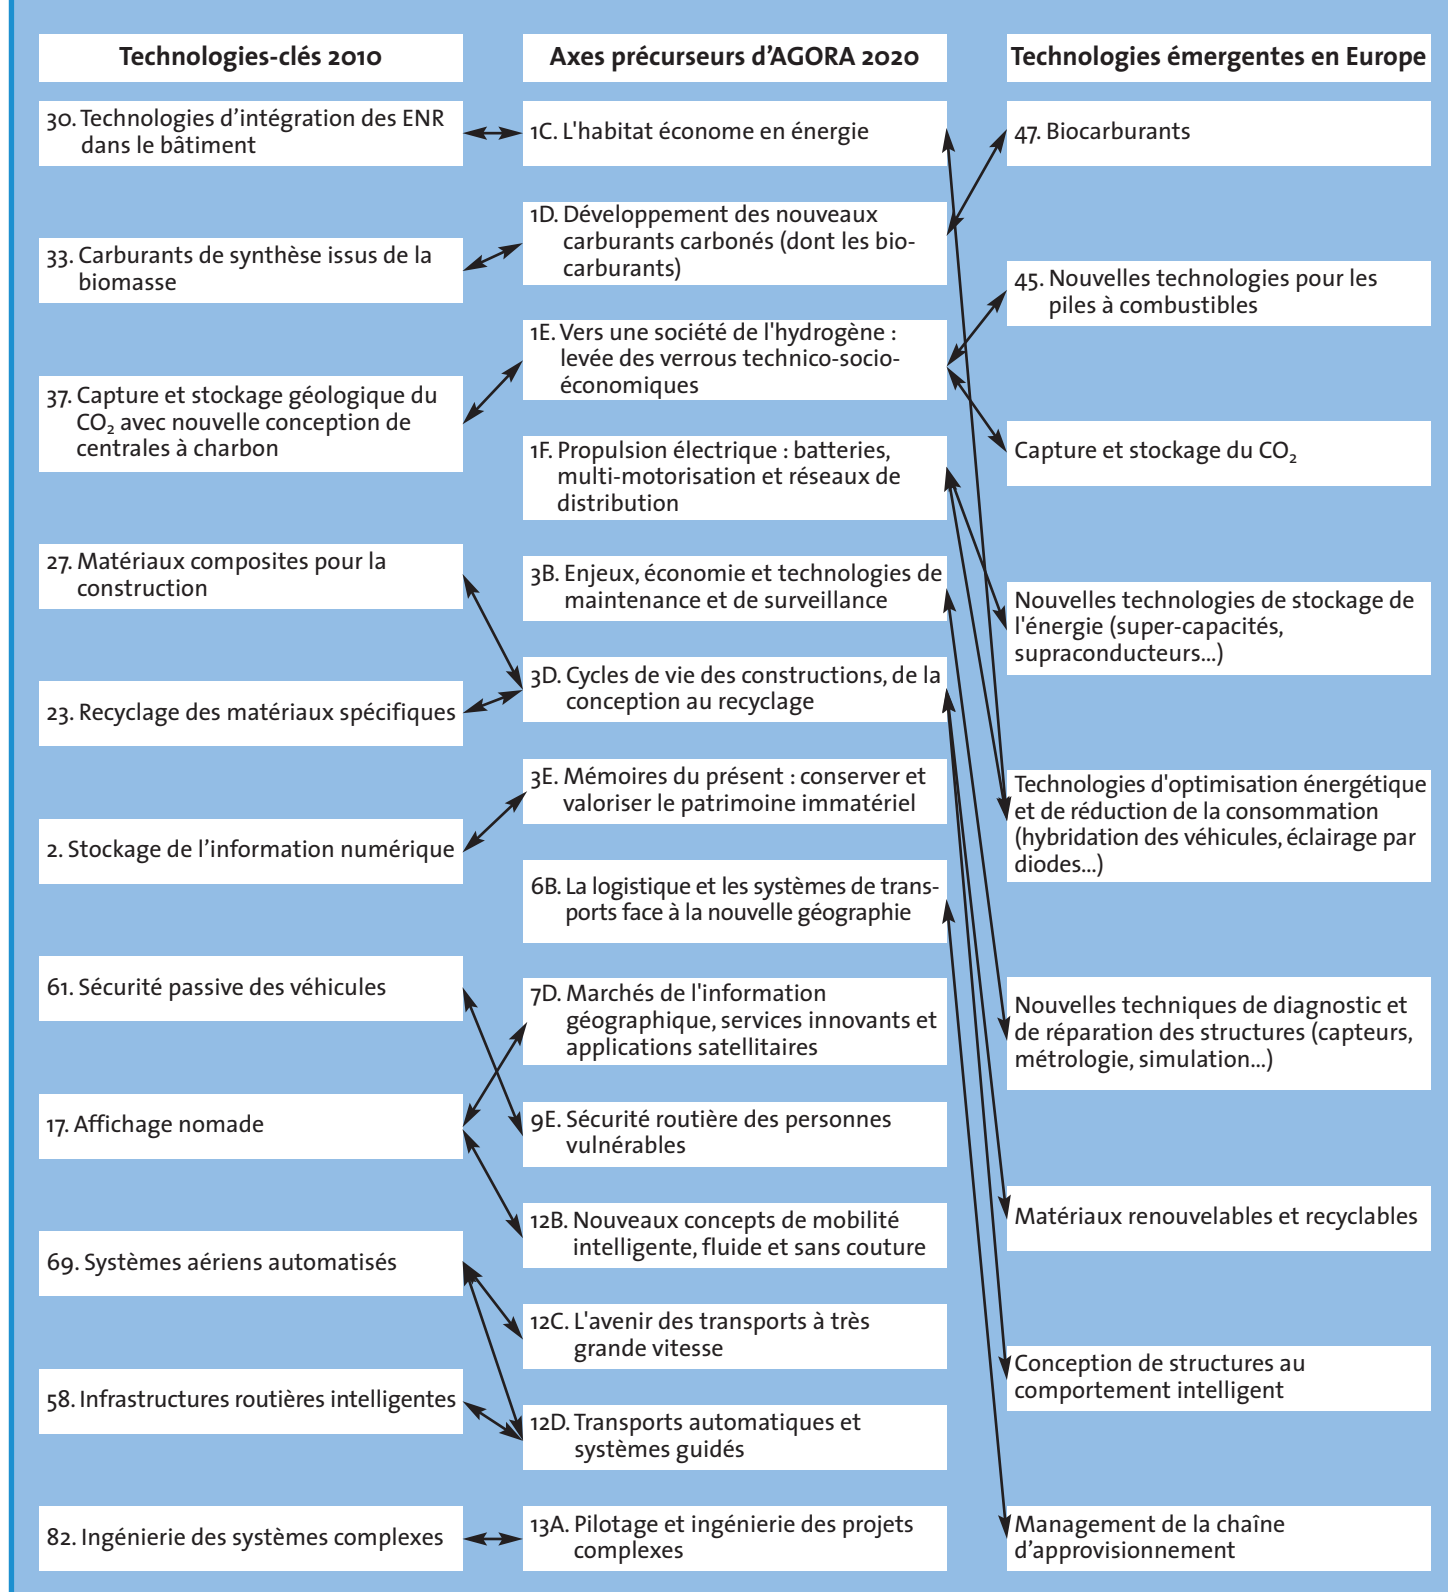 Technologies-clés 2010
30. Technologies d’intégration des ENR
dans le bâtiment
33. Carburants de synthèse issus de la
biomasse
37. Capture et stockage géologique du
CO₂ avec nouvelle conception de
centrales à charbon
27. Matériaux composites pour la
construction
23. Recyclage des matériaux spécifiques
2. Stockage de l’information numérique
61. Sécurité passive des véhicules
17. Affichage nomade
69. Systèmes aériens automatisés
58. Infrastructures routières intelligentes
82. Ingénierie des systèmes complexes
Axes précurseurs d’AGORA 2020
1C. L'habitat économe en énergie
1D. Développement des nouveaux
carburants carbonés (dont les bio-
carburants)
1E. Vers une société de l'hydrogène :
levée des verrous technico-socio-
économiques
1F. Propulsion électrique : batteries,
multi-motorisation et réseaux de
distribution
3B. Enjeux, économie et technologies de
maintenance et de surveillance
3D. Cycles de vie des constructions, de la
conception au recyclage
3E. Mémoires du présent : conserver et
valoriser le patrimoine immatériel
6B. La logistique et les systèmes de trans-
ports face à la nouvelle géographie
7D. Marchés de l'information
géographique, services innovants et
applications satellitaires
9E. Sécurité routière des personnes
vulnérables
12B. Nouveaux concepts de mobilité
intelligente, fluide et sans couture
12C. L'avenir des transports à très
grande vitesse
12D. Transports automatiques et
systèmes guidés
13A. Pilotage et ingénierie des projets
complexes
Technologies émergentes en Europe
47. Biocarburants
45. Nouvelles technologies pour les
piles à combustibles
Capture et stockage du CO₂
Nouvelles technologies de stockage de
l'énergie (super-capacités,
supraconducteurs...)
Technologies d'optimisation énergétique
et de réduction de la consommation
(hybridation des véhicules, éclairage par
diodes...)
Nouvelles techniques de diagnostic et
de réparation des structures (capteurs,
métrologie, simulation...)
Matériaux renouvelables et recyclables
Conception de structures au
comportement intelligent
Management de la chaîne
d’approvisionnement